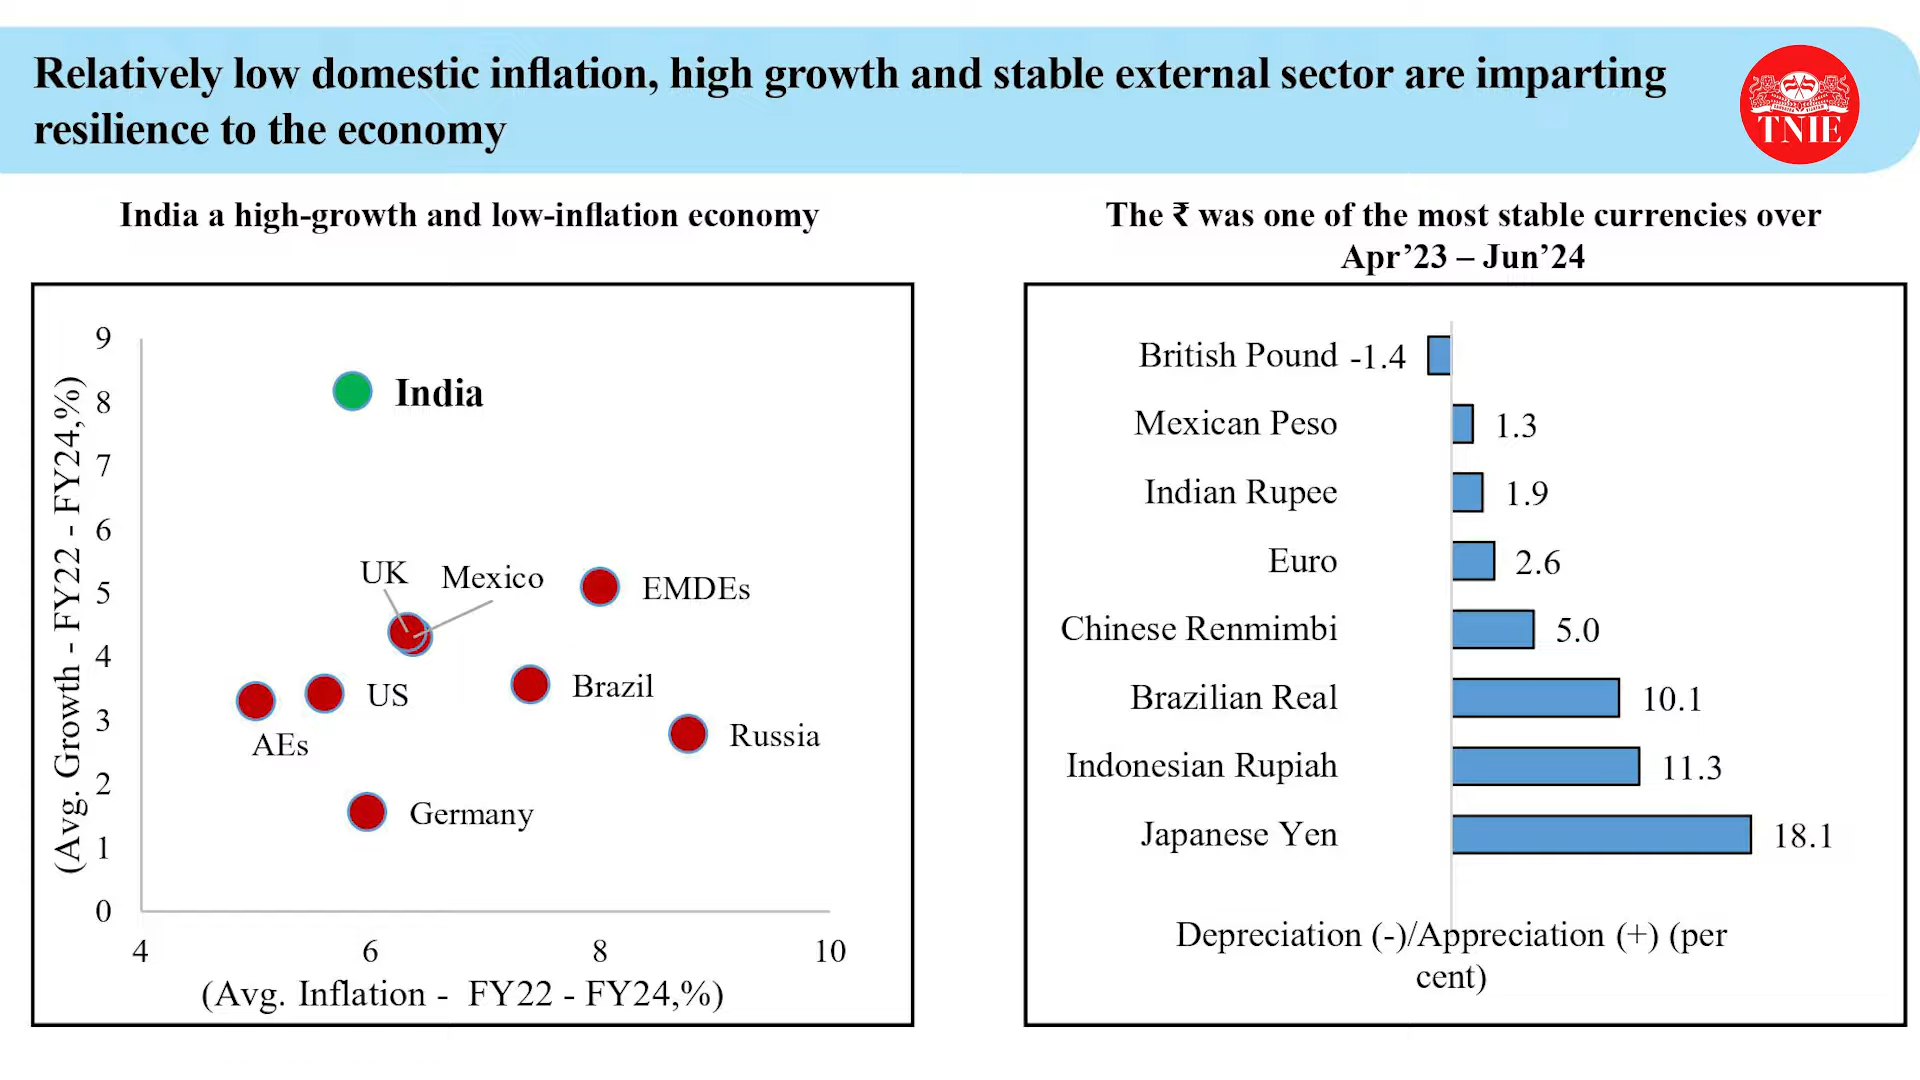 Relatively low domestic inflation, high growth and stable external sector are imparting
resilience to the economy
TNIE
India a high-growth and low-inflation economy
(Avg. Growth - FY22 - FY24,%)
9
8
7
6
5
4
3
2
1
0
India
UK
Mexico
EMDEs
US
Brazil
AEs
Russia
Germany
4 6 8 10
(Avg. Inflation - FY22 - FY24,%)
The ₹ was one of the most stable currencies over
Apr’23 – Jun’24
British Pound -1.4
Mexican Peso 1.3
Indian Rupee 1.9
Euro 2.6
Chinese Renmimbi 5.0
Brazilian Real 10.1
Indonesian Rupiah 11.3
Japanese Yen 18.1
Depreciation (-)/Appreciation (+) (per
cent)